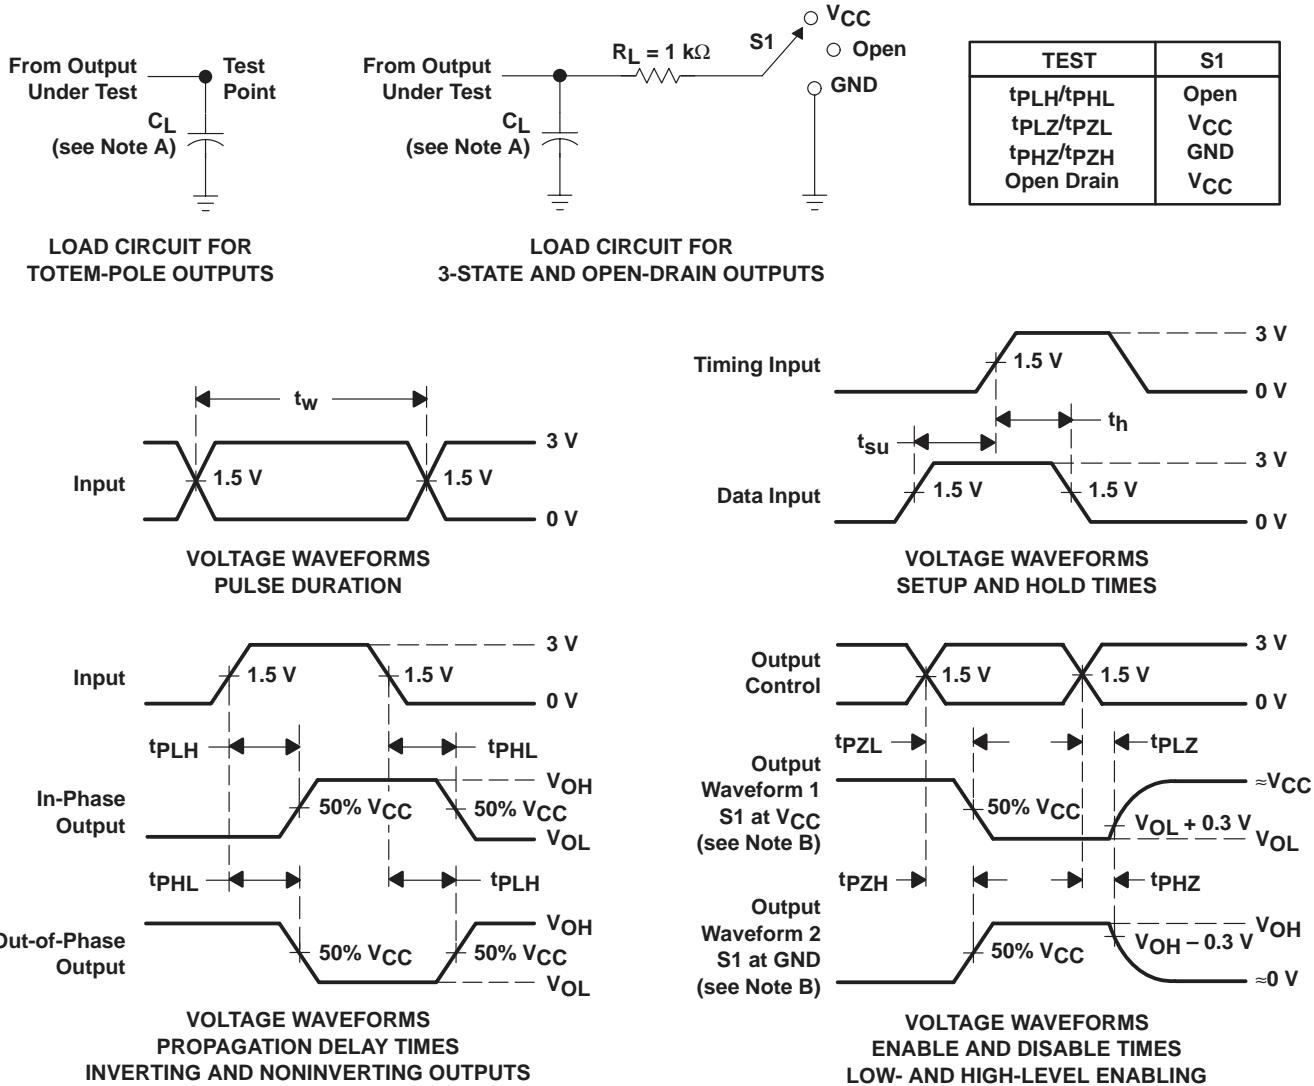 From Output
Under Test
Test
Point
CL
(see Note A)
LOAD CIRCUIT FOR
TOTEM-POLE OUTPUTS
From Output
Under Test
RL = 1 kΩ
S1
VCC
Open
GND
CL
(see Note A)
LOAD CIRCUIT FOR
3-STATE AND OPEN-DRAIN OUTPUTS
TEST S1
tPLH/tPHL Open
tPLZ/tPZL VCC
tPHZ/tPZH GND
Open Drain VCC
tw
Input
1.5 V
1.5 V
3 V
0 V
VOLTAGE WAVEFORMS
PULSE DURATION
Timing Input
1.5 V
3 V
0 V
th
tsu
Data Input
1.5 V
1.5 V
3 V
0 V
VOLTAGE WAVEFORMS
SETUP AND HOLD TIMES
Input
1.5 V
1.5 V
3 V
0 V
tPLH
tPHL
In-Phase
Output
50% VCC
50% VCC
VOH
VOL
tPHL
tPLH
Out-of-Phase
Output
50% VCC
50% VCC
VOH
VOL
VOLTAGE WAVEFORMS
PROPAGATION DELAY TIMES
INVERTING AND NONINVERTING OUTPUTS
Output
Control
1.5 V
1.5 V
3 V
0 V
tPZL
tPLZ
Output
Waveform 1
S1 at VCC
(see Note B)
50% VCC
VOL + 0.3 V
≈VCC
VOL
tPZH
tPHZ
Output
Waveform 2
S1 at GND
(see Note B)
50% VCC
VOH – 0.3 V
VOH
≈0 V
VOLTAGE WAVEFORMS
ENABLE AND DISABLE TIMES
LOW- AND HIGH-LEVEL ENABLING